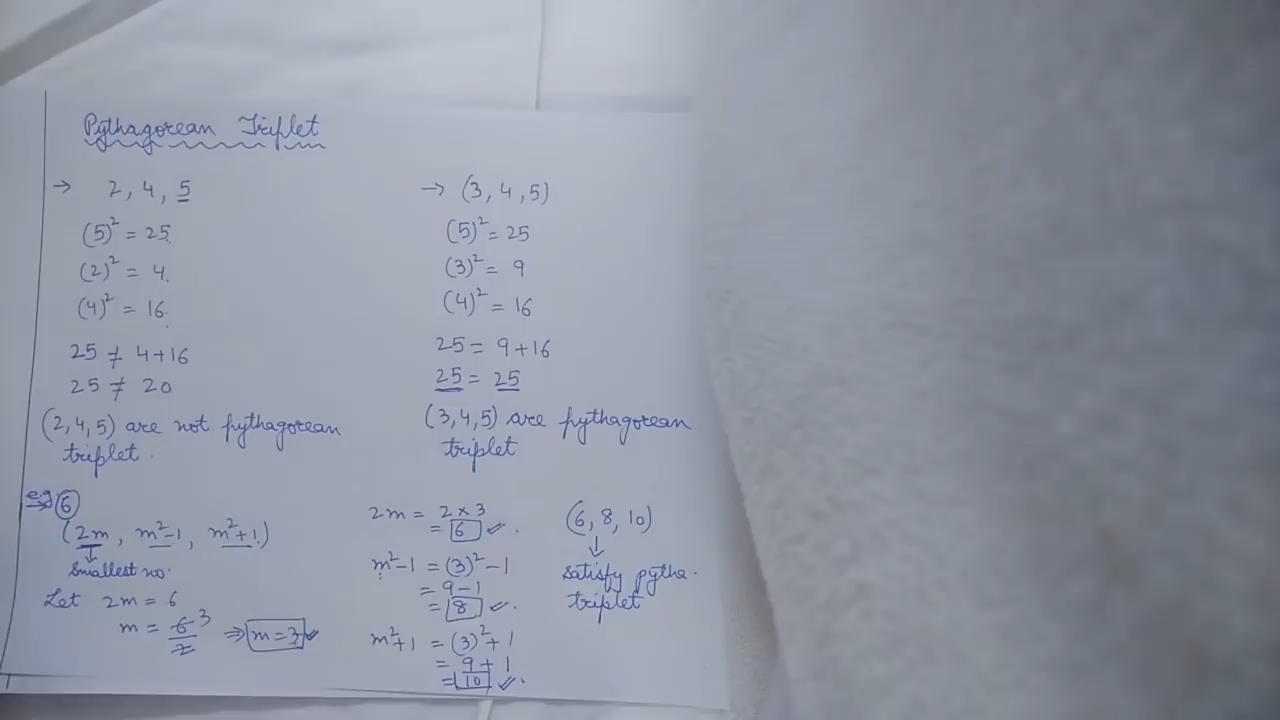 Pythagorean Triplet
→ 2, 4, 5
(5)² = 25
(2)² = 4
(4)² = 16
25 ≠ 4+16
25 ≠ 20
(2,4,5) are not pythagorean
triplet.
→ (3, 4, 5)
(5)² = 25
(3)² = 9
(4)² = 16
25 = 9+16
25 = 25
(3,4,5) are pythagorean
triplet
e.g. 6
(2m, m²-1, m²+1)
↓
Smallest no.
Let 2m = 6
m = 6/2 3 ⇒ m=3 ✓
2m = 2 × 3
= 6 ✓.
m²-1 = (3)² - 1
= 9-1
= 8 ✓.
m²+1 = (3)² + 1
= 9 + 1
= 10 ✓.
(6, 8, 10)
↓
Satisfy pytha.
triplet